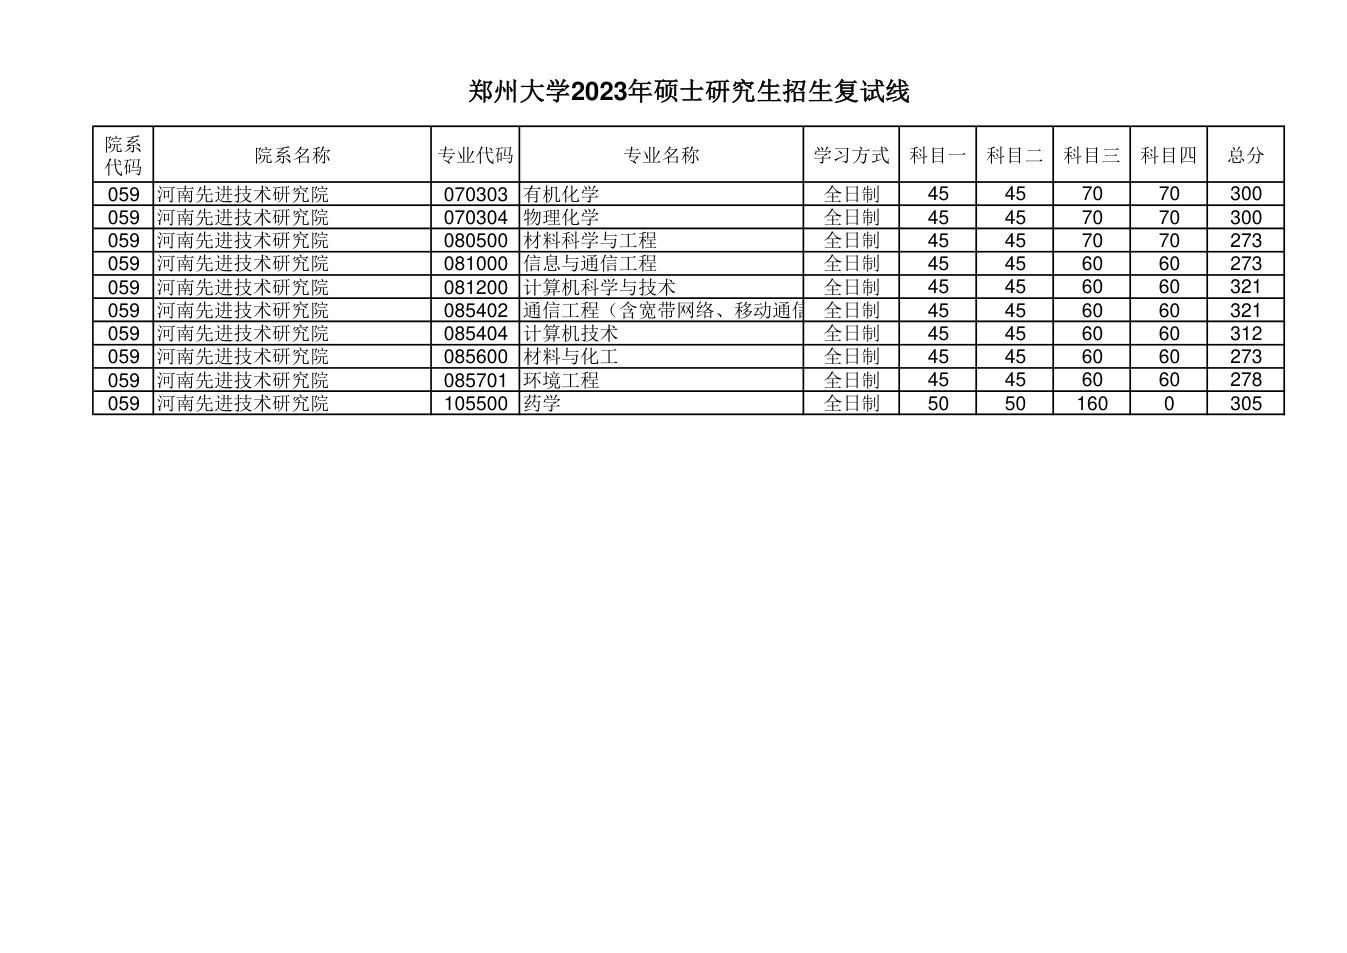 郑州大学2023年硕士研究生招生复试线
院系代码 院系名称 专业代码 专业名称 学习方式 科目一 科目二 科目三 科目四 总分
059 河南先进技术研究院 070303 有机化学 全日制 45 45 70 70 300
059 河南先进技术研究院 070304 物理化学 全日制 45 45 70 70 300
059 河南先进技术研究院 080500 材料科学与工程 全日制 45 45 70 70 273
059 河南先进技术研究院 081000 信息与通信工程 全日制 45 45 60 60 273
059 河南先进技术研究院 081200 计算机科学与技术 全日制 45 45 60 60 321
059 河南先进技术研究院 085402 通信工程（含宽带网络、移动通信 全日制 45 45 60 60 321
059 河南先进技术研究院 085404 计算机技术 全日制 45 45 60 60 312
059 河南先进技术研究院 085600 材料与化工 全日制 45 45 60 60 273
059 河南先进技术研究院 085701 环境工程 全日制 45 45 60 60 278
059 河南先进技术研究院 105500 药学 全日制 50 50 160 0 305